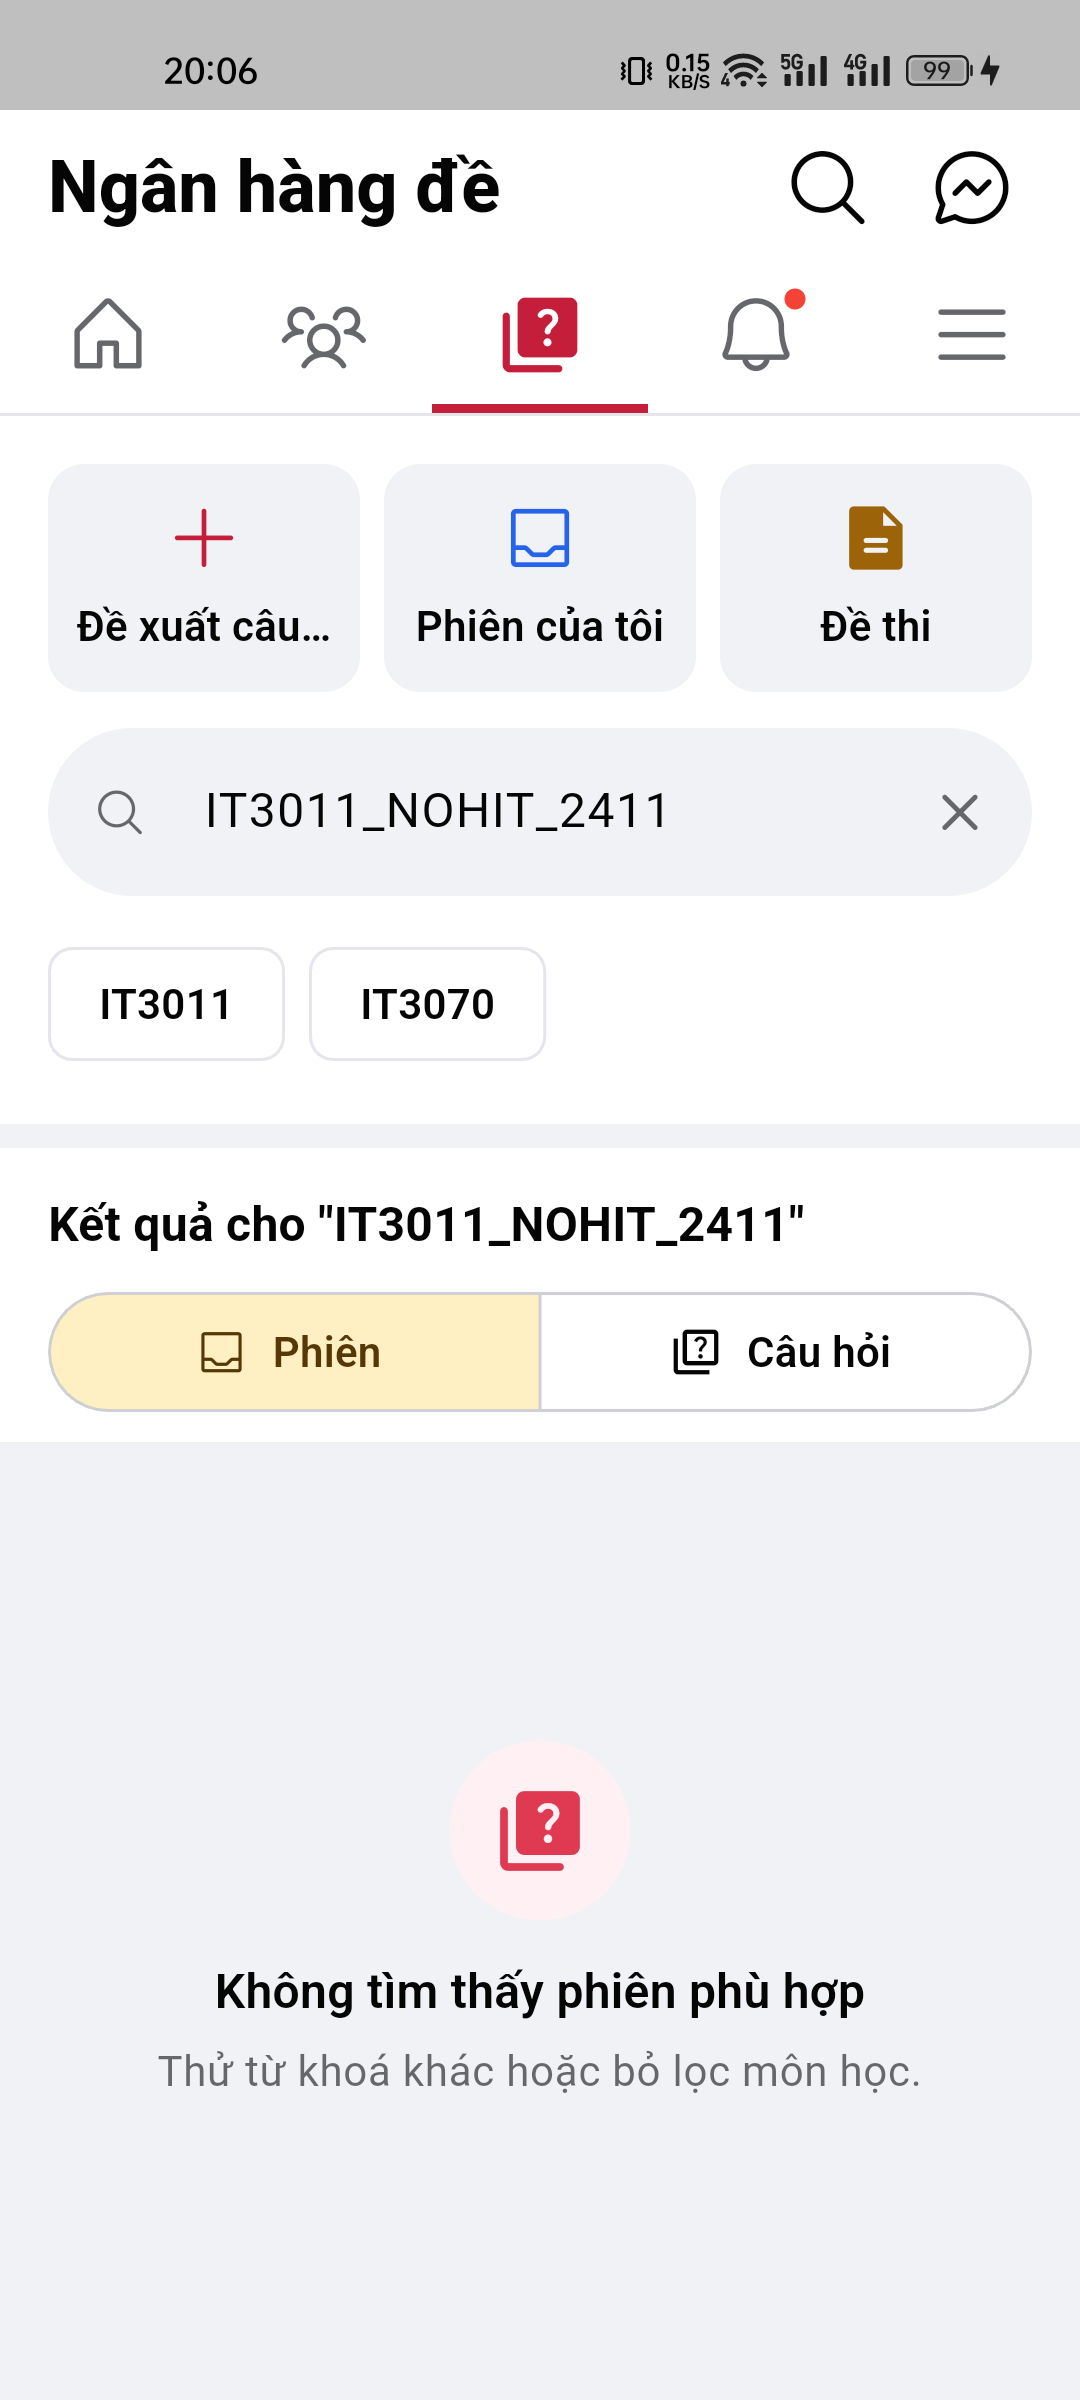 20:06
0.15 KB/S 4 5G 4G 99
Ngân hàng đề
?
Đề xuất câu...
Phiên của tôi
Đề thi
IT3011_NOHIT_2411
IT3011
IT3070
Kết quả cho "IT3011_NOHIT_2411"
Phiên
? Câu hỏi
?
Không tìm thấy phiên phù hợp
Thử từ khoá khác hoặc bỏ lọc môn học.